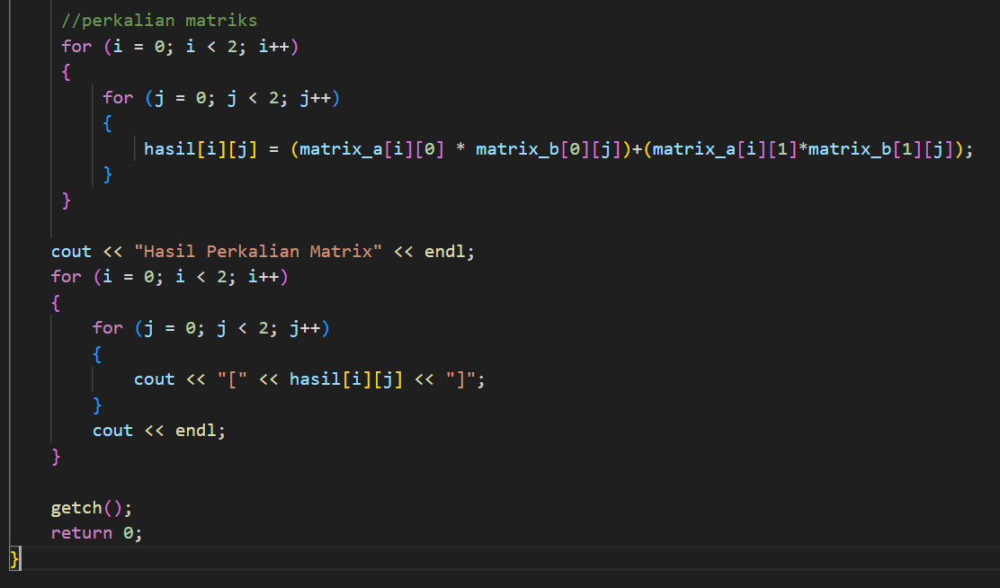 //perkalian matriks
for (i = 0; i < 2; i++)
{
for (j = 0; j < 2; j++)
{
hasil[i][j] = (matrix_a[i][0] * matrix_b[0][j])+(matrix_a[i][1]*matrix_b[1][j]);
}
}
cout << "Hasil Perkalian Matrix" << endl;
for (i = 0; i < 2; i++)
{
for (j = 0; j < 2; j++)
{
cout << "[" << hasil[i][j] << "]";
}
cout << endl;
}
getch();
return 0;
}